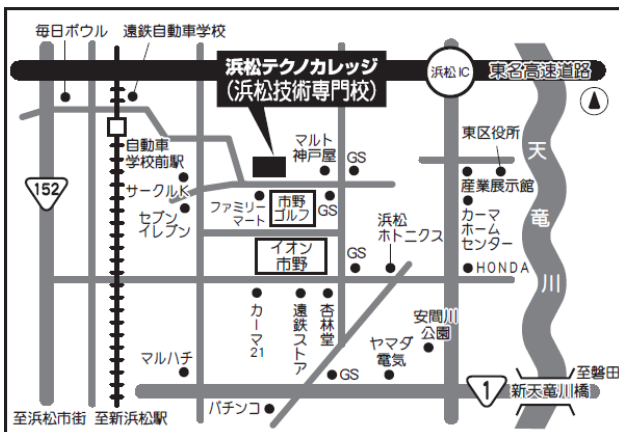 毎日ボウル
遠鉄自動車学校
浜松テクノカレッジ
(浜松技術専門校)
浜松IC
東名高速道路
自動車
学校前駅
マルト
神戸屋
GS
東区役所
天竜川
152
サークルK
セブン
イレブン
ファミリー
マート
市野
ゴルフ
GS
産業展示館
カーマ
ホーム
センター
浜松
ホトニクス
イオン
市野
GS
HONDA
カーマ21
遠鉄ストア
杏林堂
安間川
公園
マルハチ
GS
ヤマダ
電気
1
至磐田
新天竜川橋
パチンコ
至浜松市街
至新浜松駅